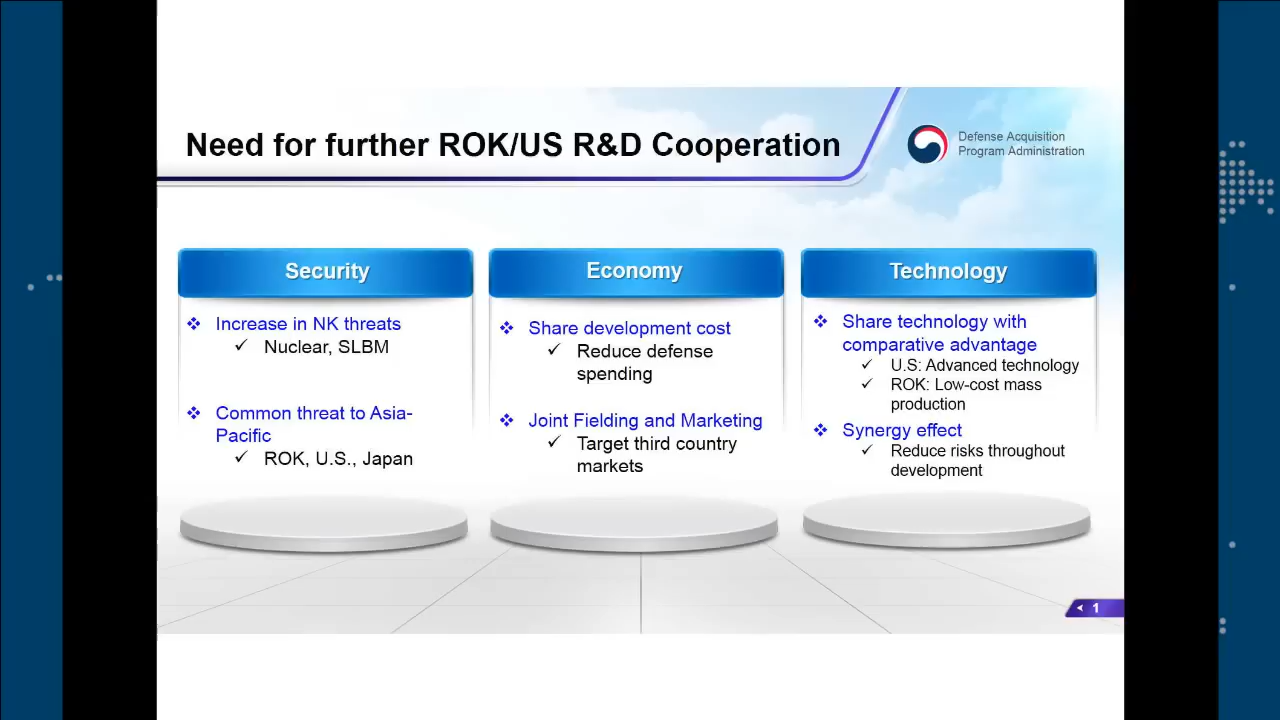 Need for further ROK/US R&D Cooperation
Defense Acquisition
Program Administration
Security
Increase in NK threats
Nuclear, SLBM
Common threat to Asia-
Pacific
ROK, U.S., Japan
Economy
Share development cost
Reduce defense
spending
Joint Fielding and Marketing
Target third country
markets
Technology
Share technology with
comparative advantage
U.S: Advanced technology
ROK: Low-cost mass
production
Synergy effect
Reduce risks throughout
development
1